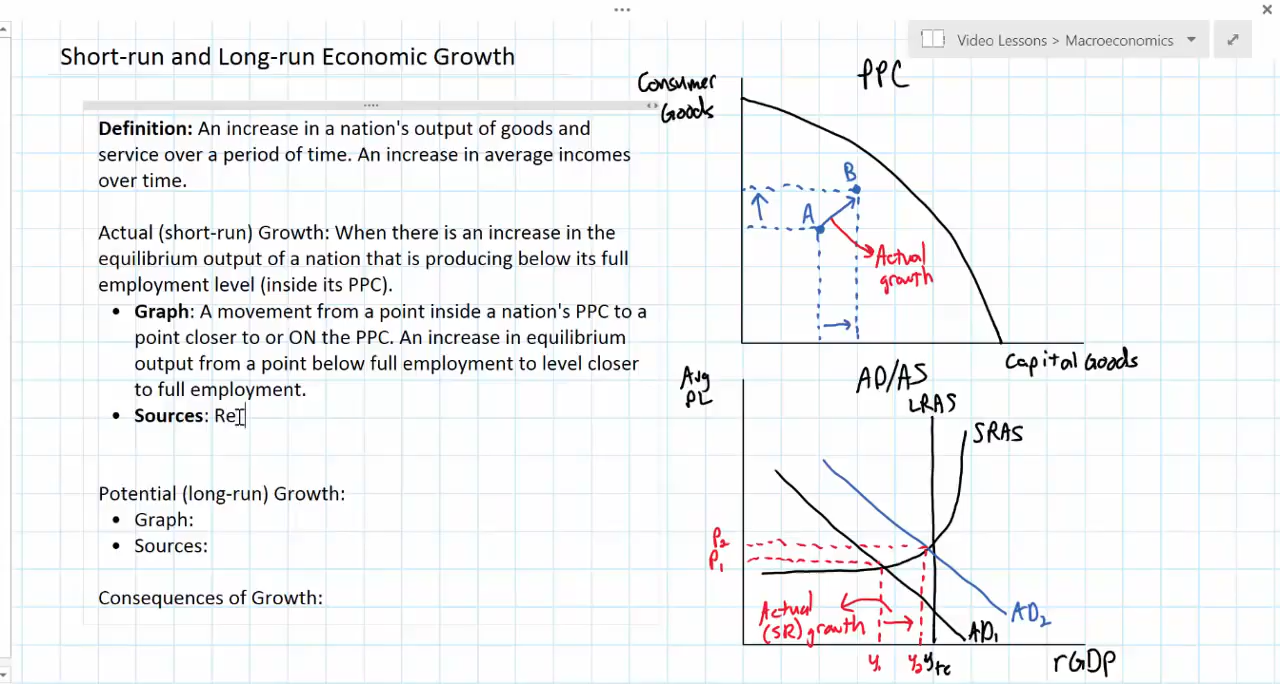 Short-run and Long-run Economic Growth
Video Lessons > Macroeconomics
Definition: An increase in a nation's output of goods and
service over a period of time. An increase in average incomes
over time.
Actual (short-run) Growth: When there is an increase in the
equilibrium output of a nation that is producing below its full
employment level (inside its PPC).
• Graph: A movement from a point inside a nation's PPC to a
point closer to or ON the PPC. An increase in equilibrium
output from a point below full employment to level closer
to full employment.
• Sources: Re
Potential (long-run) Growth:
• Graph:
• Sources:
Consequences of Growth:
PPC
Consumer
Goods
B
A
Actual
growth
Capital Goods
Avg
PL
AD/AS
LRAS
SRAS
P2
P1
Actual
(SR) growth
AD2
AD1
y1 y2 yfe
rGDP